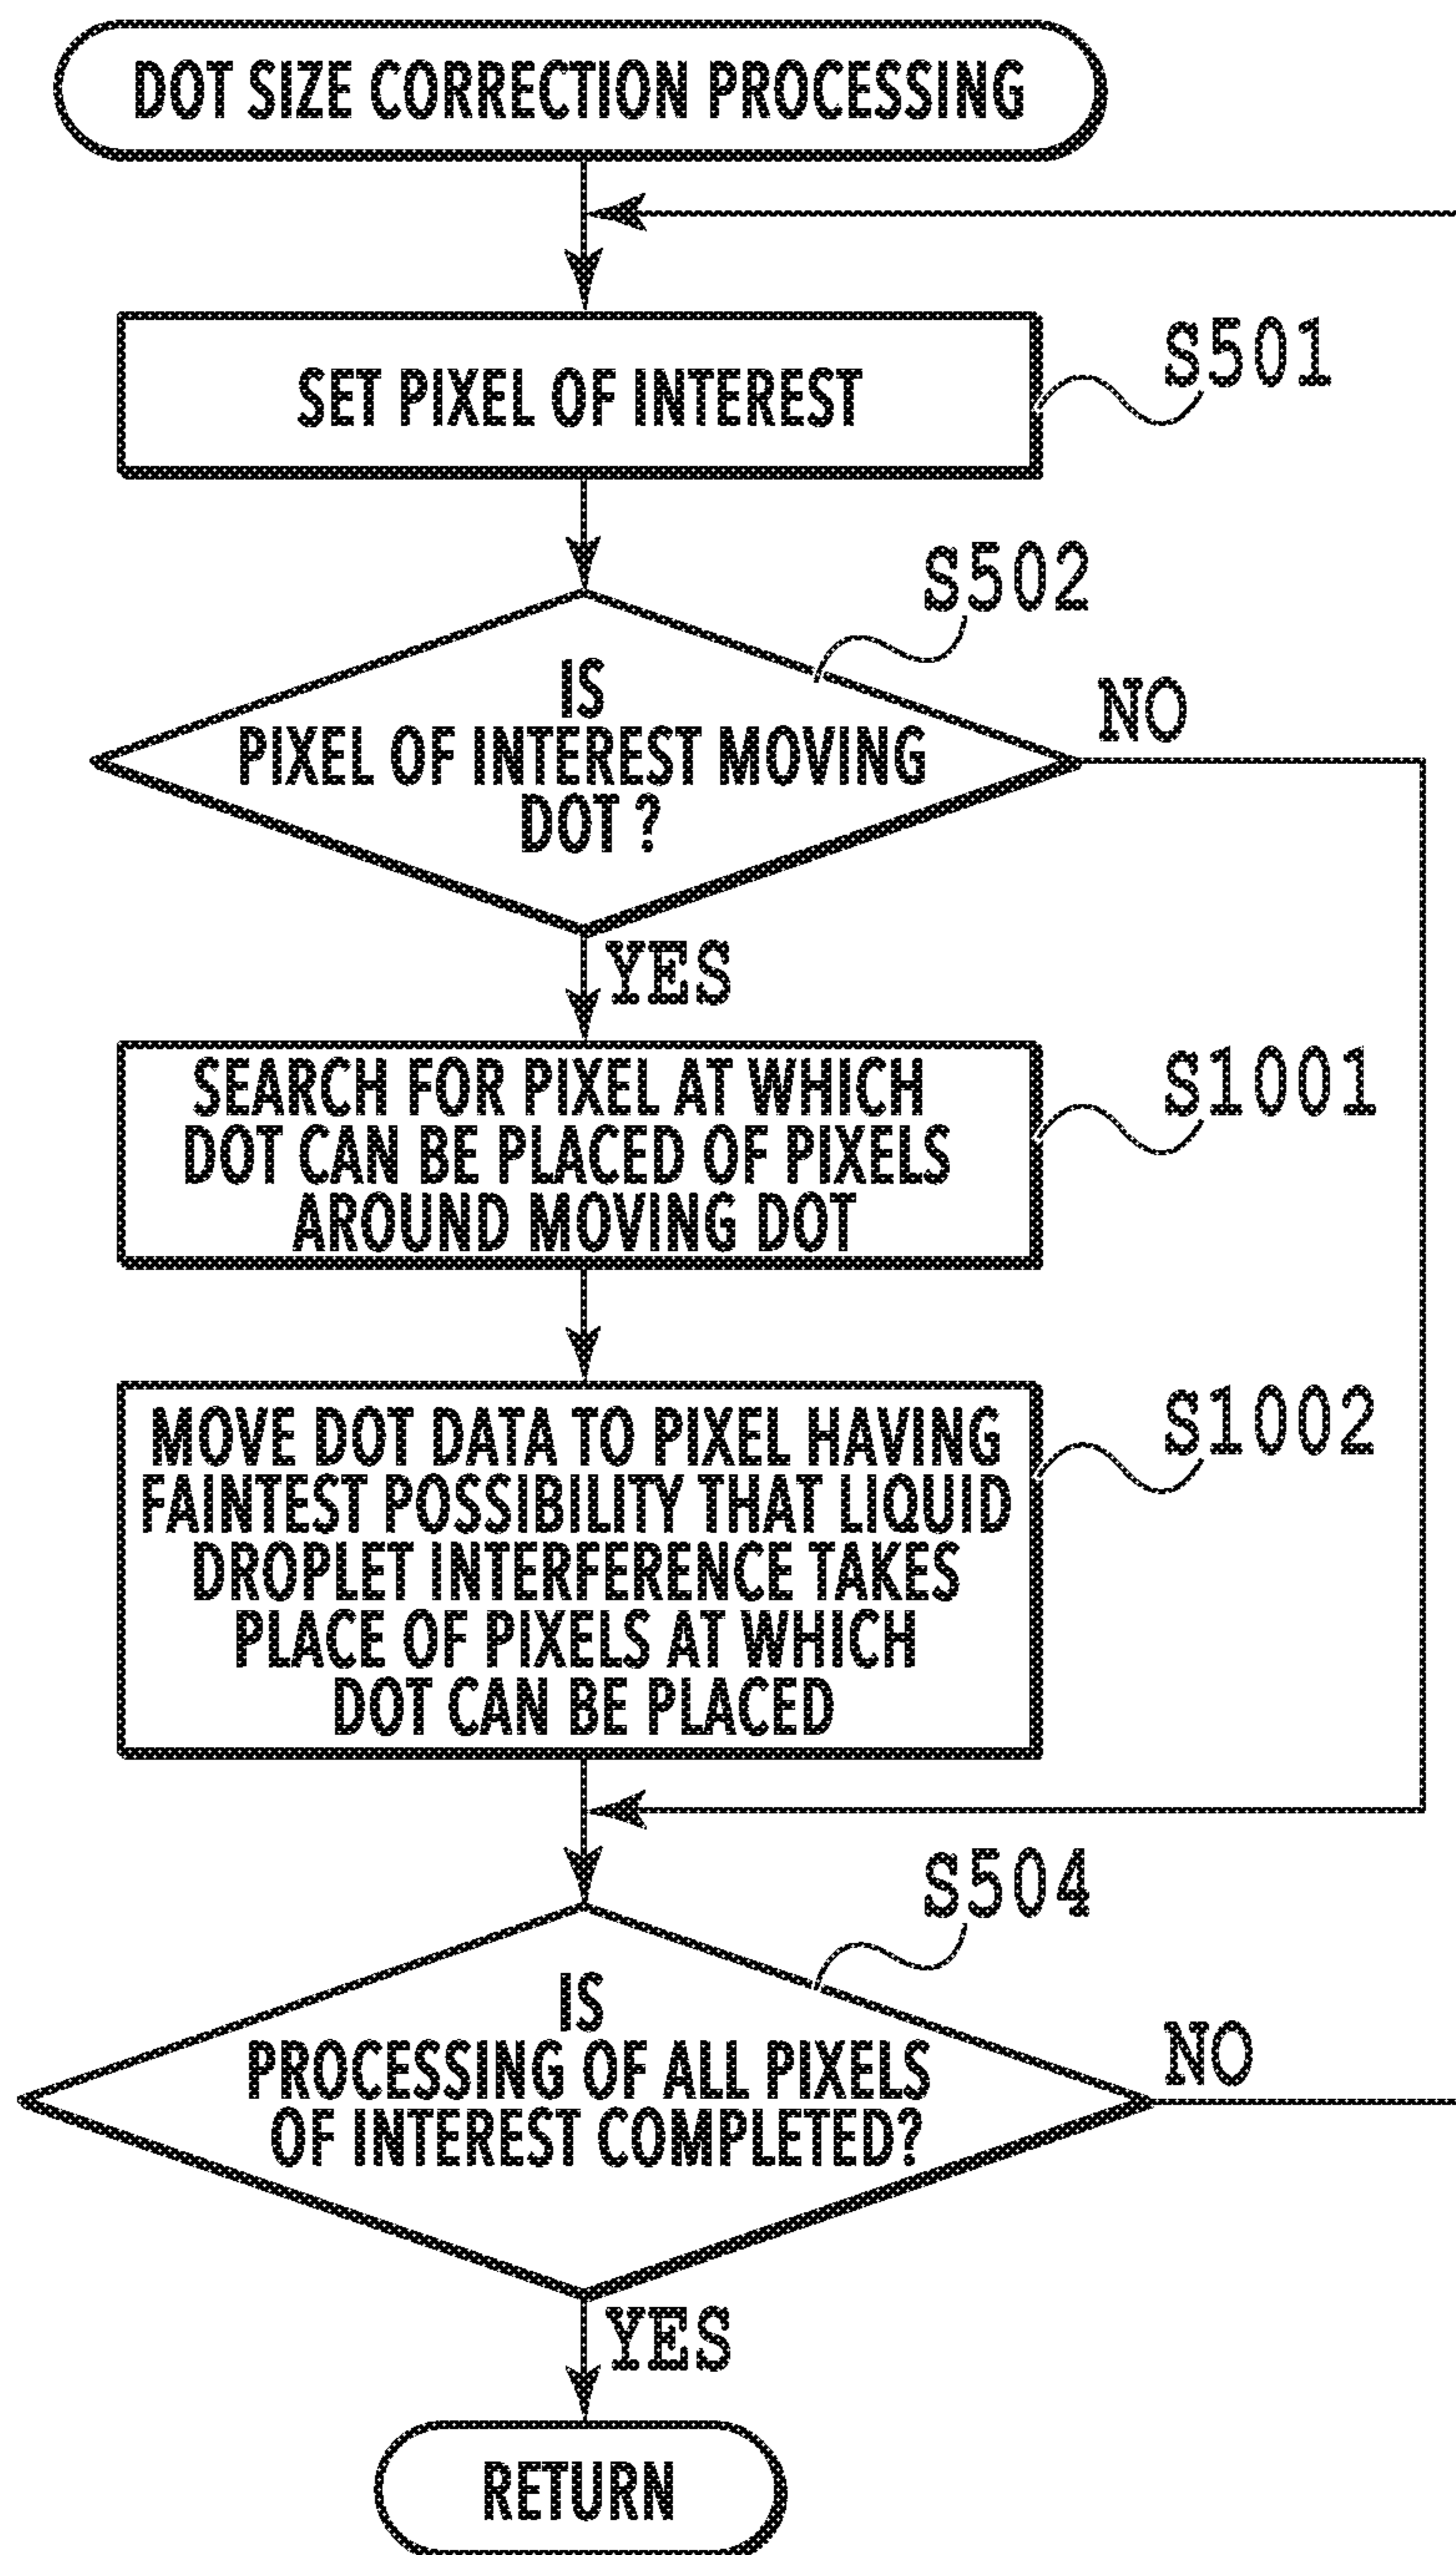 DOT SIZE CORRECTION PROCESSING
SET PIXEL OF INTEREST
S501
S502
IS
PIXEL OF INTEREST MOVING
DOT ?
NO
YES
SEARCH FOR PIXEL AT WHICH
DOT CAN BE PLACED OF PIXELS
AROUND MOVING DOT
S1001
MOVE DOT DATA TO PIXEL HAVING
FAINTEST POSSIBILITY THAT LIQUID
DROPLET INTERFERENCE TAKES
PLACE OF PIXELS AT WHICH
DOT CAN BE PLACED
S1002
S504
IS
PROCESSING OF ALL PIXELS
OF INTEREST COMPLETED?
NO
YES
RETURN